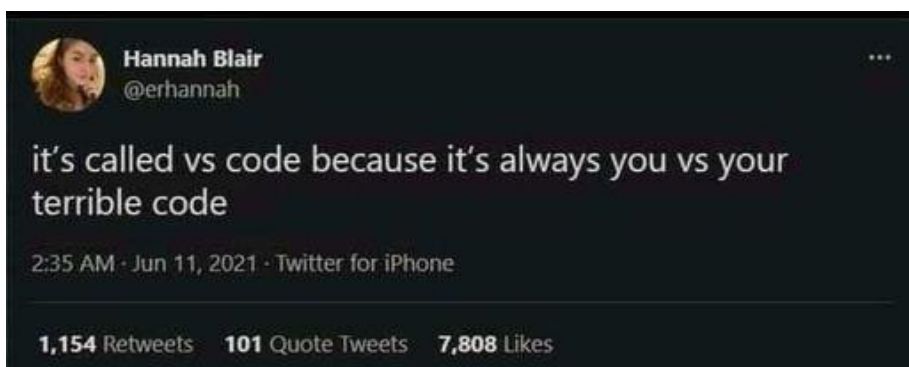 Hannah Blair
@erhannah
it's called vs code because it's always you vs your
terrible code
2:35 AM · Jun 11, 2021 · Twitter for iPhone
1,154 Retweets 101 Quote Tweets 7,808 Likes